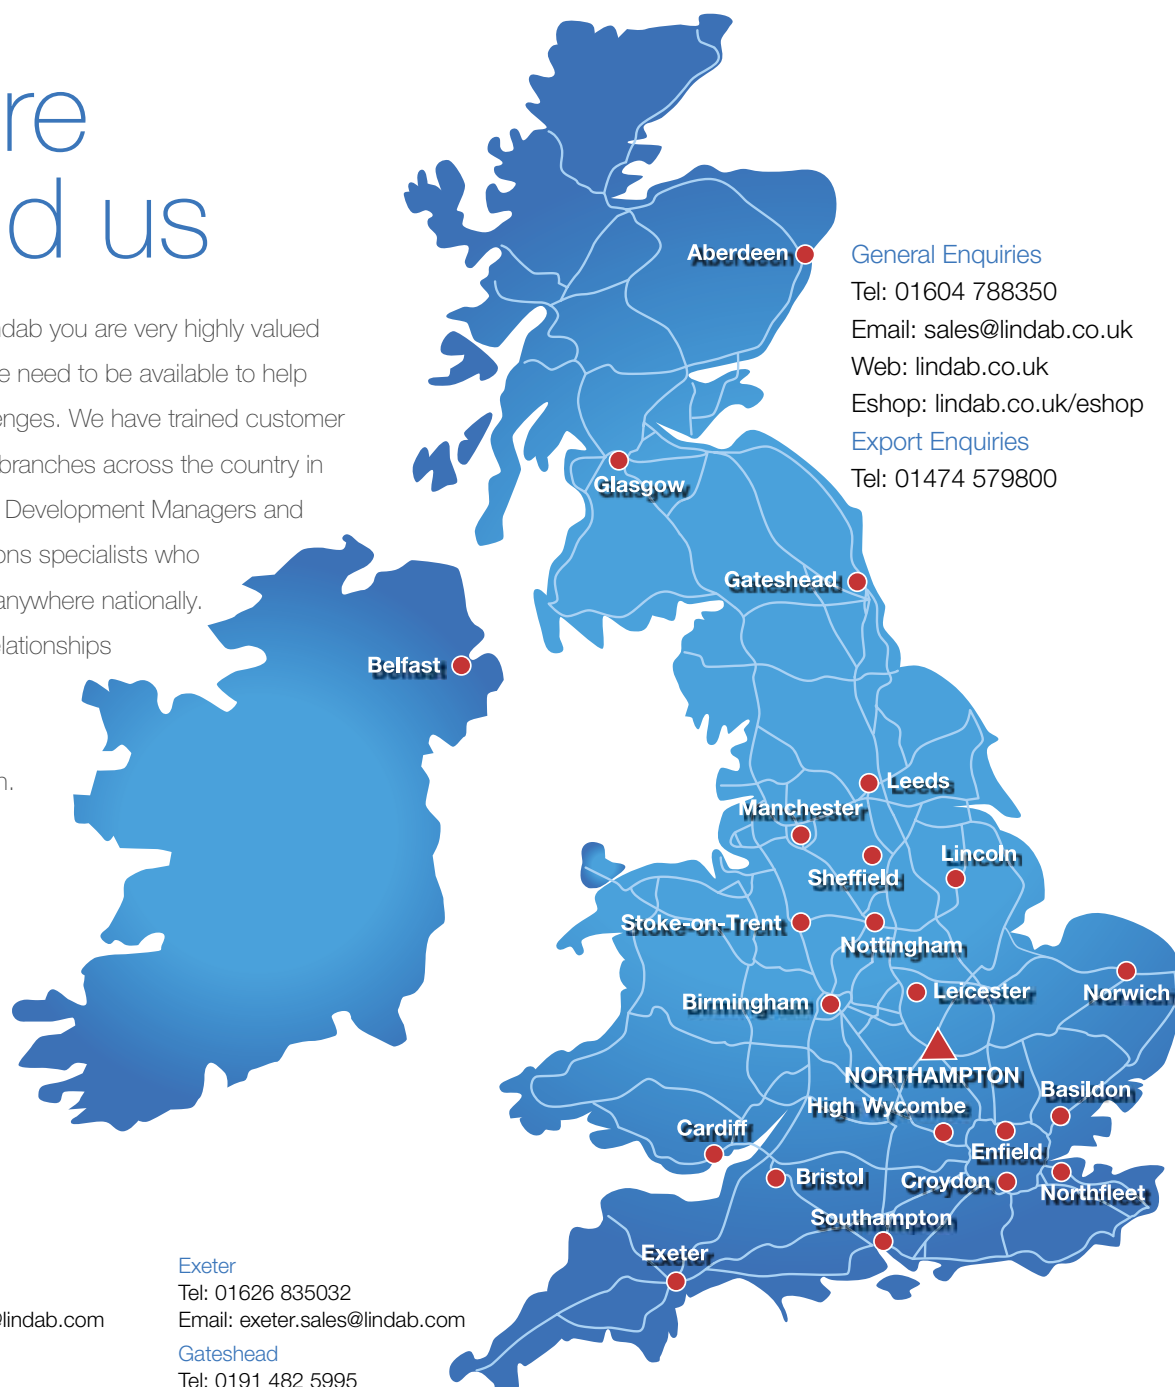 re
d us
ndab you are very highly valued
e need to be available to help
enges. We have trained customer
branches across the country in
Development Managers and
ons specialists who
anywhere nationally.
elationships
n.
General Enquiries
Tel: 01604 788350
Email: sales@lindab.co.uk
Web: lindab.co.uk
Eshop: lindab.co.uk/eshop
Export Enquiries
Tel: 01474 579800
Aberdeen
Glasgow
Gateshead
Belfast
Leeds
Manchester
Lincoln
Sheffield
Stoke-on-Trent
Nottingham
Leicester
Norwich
Birmingham
NORTHAMPTON
Basildon
High Wycombe
Cardiff
Enfield
Bristol
Croydon
Northfleet
Southampton
Exeter
@lindab.com
Exeter
Tel: 01626 835032
Email: exeter.sales@lindab.com
Gateshead
Tel: 0191 482 5995